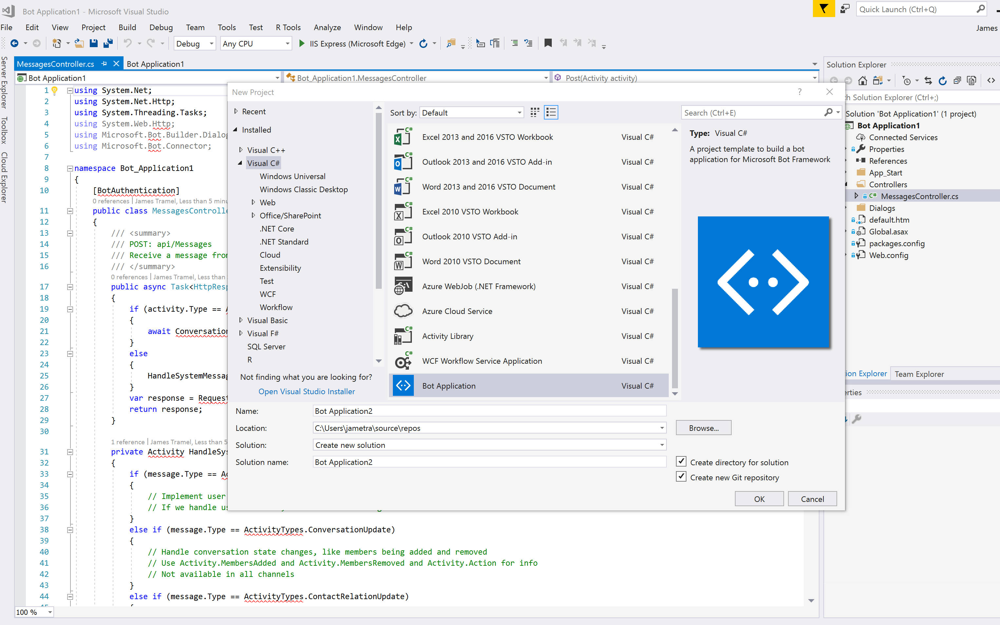 Bot Application1 - Microsoft Visual Studio
Quick Launch (Ctrl+Q)
File Edit View Project Build Debug Team Tools Test R Tools Analyze Window Help
James
Debug Any CPU IIS Express (Microsoft Edge)
Server Explorer
Toolbox
Cloud Explorer
MessagesController.cs Bot Application1
Bot Application1 Bot_Application1.MessagesController Post(Activity activity)
1 using System.Net;
2 using System.Net.Http;
3 using System.Threading.Tasks;
4 using System.Web.Http;
5 using Microsoft.Bot.Builder.Dialo
6 using Microsoft.Bot.Connector;
7
8 namespace Bot_Application1
9 {
10 [BotAuthentication]
0 references | James Tramel, Less than 5 minu
11 public class MessagesControlle
12 {
13 /// <summary>
14 /// POST: api/Messages
15 /// Receive a message from
16 /// </summary>
0 references | James Tramel, Less than
17 public async Task<HttpResp
18 {
19 if (activity.Type == A
20 {
21 await Conversation
22 }
23 else
24 {
25 HandleSystemMessag
26 }
27 var response = Request
28 return response;
29 }
30
1 reference | James Tramel, Less than 5
31 private Activity HandleSys
32 {
33 if (message.Type == Ac
34 {
35 // Implement user
36 // If we handle us
37 }
38 else if (message.Type == ActivityTypes.ConversationUpdate)
39 {
40 // Handle conversation state changes, like members being added and removed
41 // Use Activity.MembersAdded and Activity.MembersRemoved and Activity.Action for info
42 // Not available in all channels
43 }
44 else if (message.Type == ActivityTypes.ContactRelationUpdate)
100 %
New Project
?
Recent
Installed
Visual C++
Visual C#
Windows Universal
Windows Classic Desktop
Web
Office/SharePoint
.NET Core
.NET Standard
Cloud
Extensibility
Test
WCF
Workflow
Visual Basic
Visual F#
SQL Server
R
Not finding what you are looking for?
Open Visual Studio Installer
Sort by: Default
Excel 2013 and 2016 VSTO Workbook Visual C#
Outlook 2013 and 2016 VSTO Add-in Visual C#
Word 2013 and 2016 VSTO Document Visual C#
Excel 2010 VSTO Workbook Visual C#
Outlook 2010 VSTO Add-in Visual C#
Word 2010 VSTO Document Visual C#
Azure WebJob (.NET Framework) Visual C#
Azure Cloud Service Visual C#
Activity Library Visual C#
WCF Workflow Service Application Visual C#
Bot Application Visual C#
Search (Ctrl+E)
Type: Visual C#
A project template to build a bot
application for Microsoft Bot Framework
Name: Bot Application2
Location: C:\Users\jametra\source\repos
Browse...
Solution: Create new solution
Solution name: Bot Application2
Create directory for solution
Create new Git repository
OK Cancel
Solution Explorer
ch Solution Explorer (Ctrl+;)
Solution 'Bot Application1' (1 project)
Bot Application1
Connected Services
Properties
References
App_Start
Controllers
C# MessagesController.cs
Dialogs
default.htm
Global.asax
packages.config
Web.config
ion Explorer Team Explorer
erties